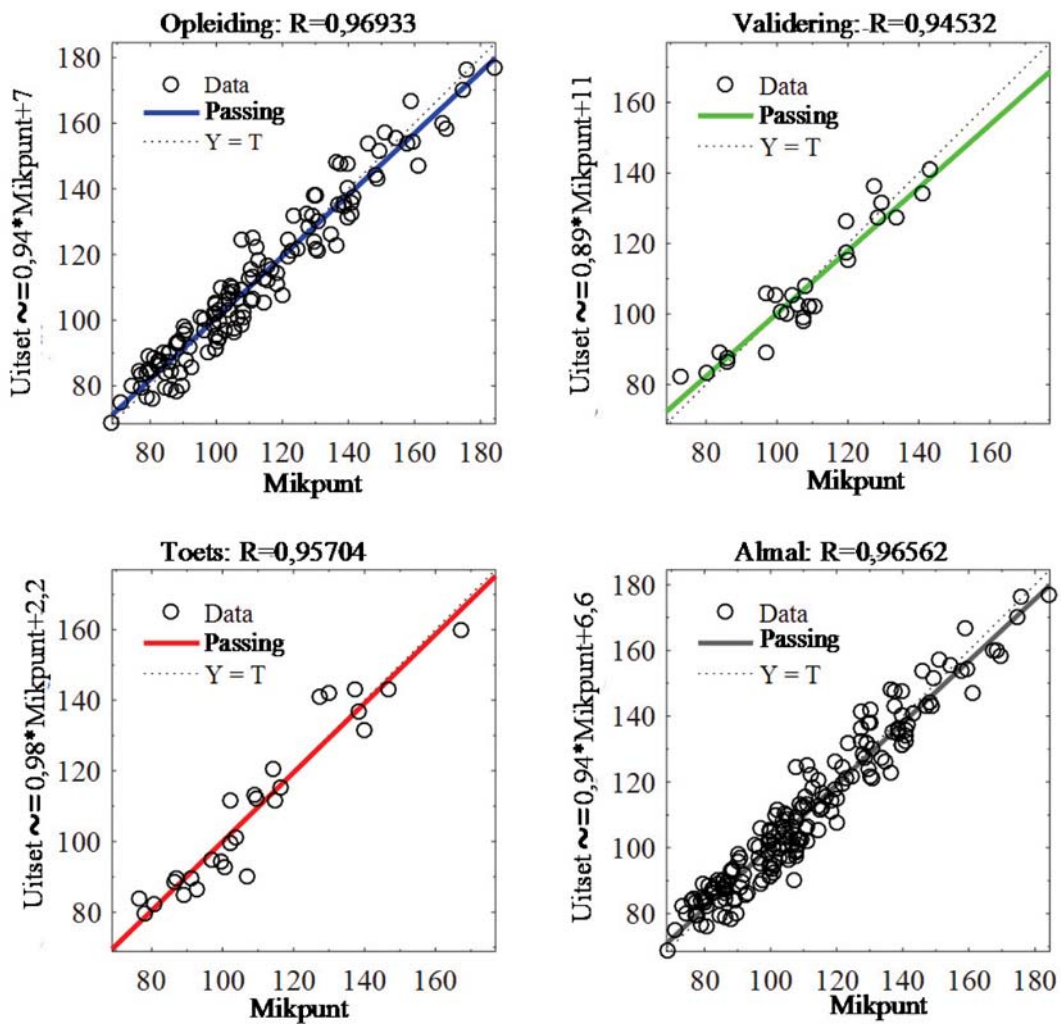 Opleiding: R=0,96933
Uitset ~=0,94*Mikpunt+7
180
160
140
120
100
80
Data
Passing
Y = T
80 100 120 140 160 180
Mikpunt
Validering: R=0,94532
Uitset ~=0,89*Mikpunt+11
160
140
120
100
80
Data
Passing
Y = T
80 100 120 140 160
Mikpunt
Toets: R=0,95704
Uitset ~=0,98*Mikpunt+2,2
160
140
120
100
80
Data
Passing
Y = T
80 100 120 140 160
Mikpunt
Almal: R=0,96562
Uitset ~=0,94*Mikpunt+6,6
180
160
140
120
100
80
Data
Passing
Y = T
80 100 120 140 160 180
Mikpunt